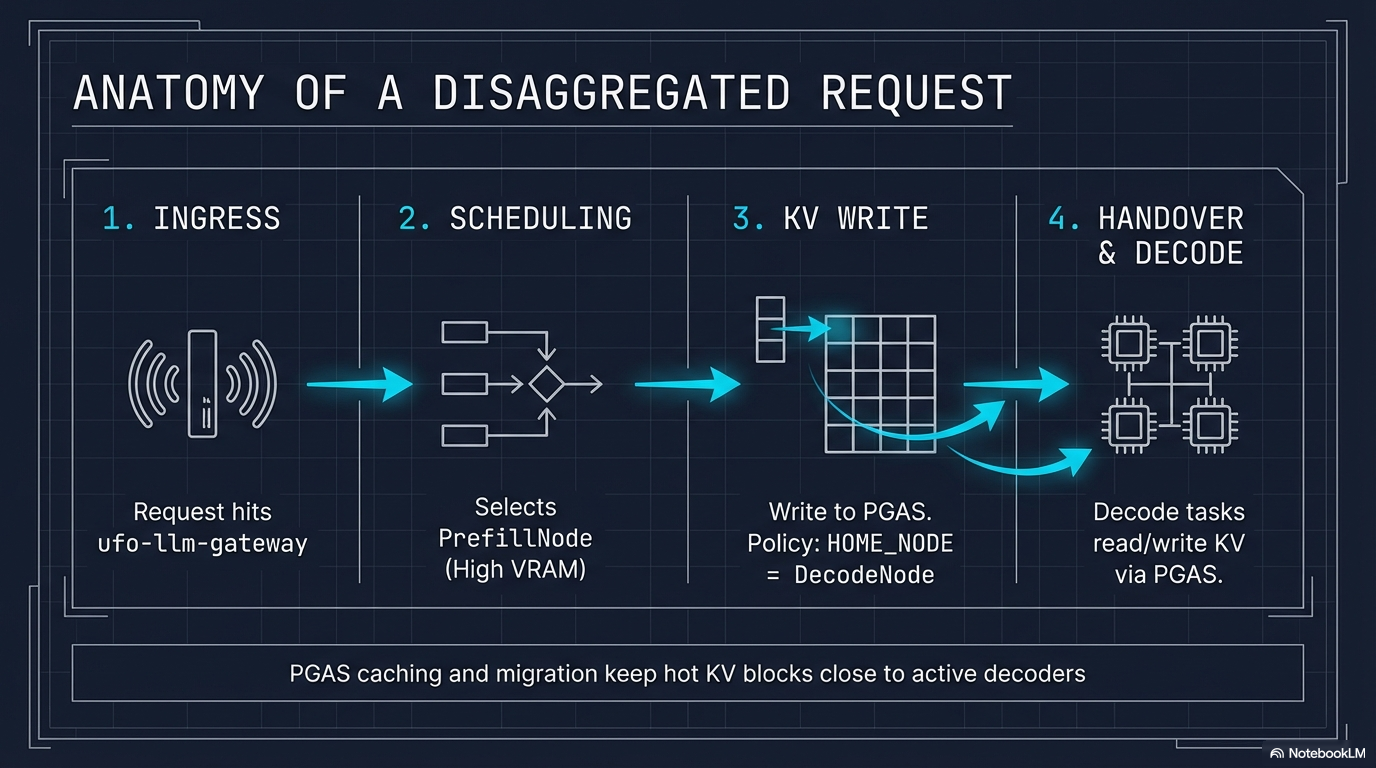 ANATOMY OF A DISAGGREGATED REQUEST
1. INGRESS
Request hits
ufo-llm-gateway
2. SCHEDULING
Selects
PrefillNode
(High VRAM)
3. KV WRITE
Write to PGAS.
Policy: HOME_NODE
= DecodeNode
4. HANDOVER
& DECODE
Decode tasks
read/write KV
via PGAS.
PGAS caching and migration keep hot KV blocks close to active decoders
NotebookLM